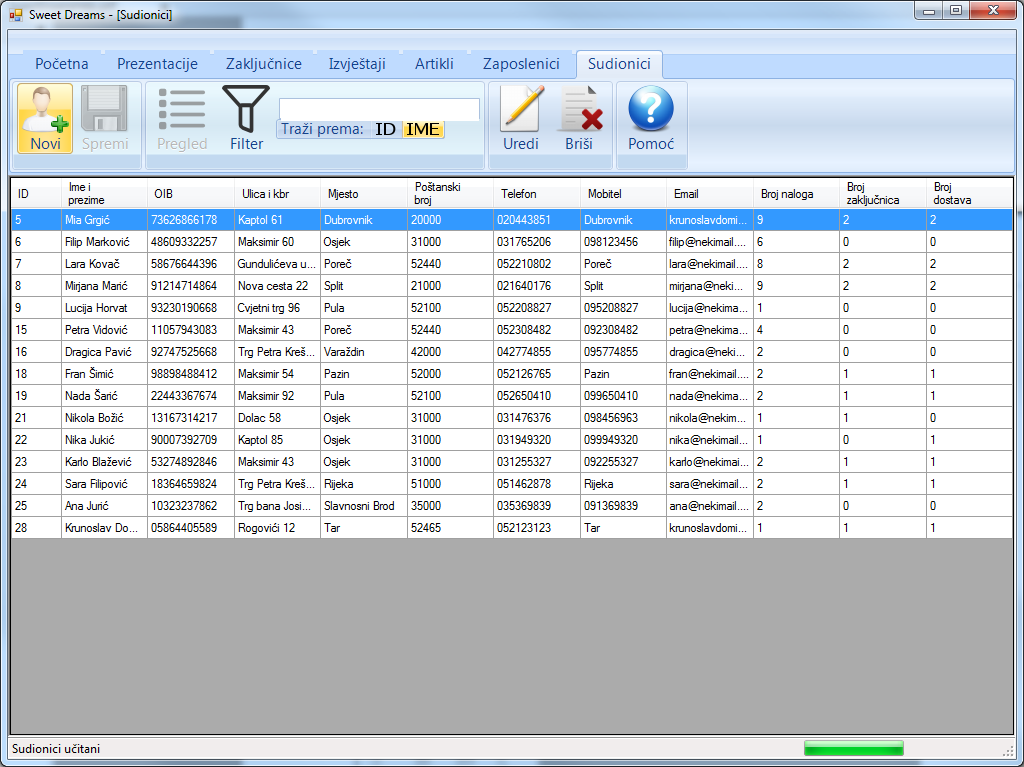 Sweet Dreams - [Sudionici]
Početna Prezentacije Zaključnice Izvještaji Artikli Zaposlenici Sudionici
Novi Spremi Pregled Filter Traži prema: ID IME Uredi Briši Pomoć
ID Ime i prezime OIB Ulica i kbr Mjesto Poštanski broj Telefon Mobitel Email Broj naloga Broj zaključnica Broj dostava
5 Mia Grgić 73626866178 Kaptol 61 Dubrovnik 20000 020443851 Dubrovnik krunoslavdomi... 9 2 2
6 Filip Marković 48609332257 Maksimir 60 Osjek 31000 031765206 098123456 filip@nekimail.... 6 0 0
7 Lara Kovač 58676644396 Gundulićeva u... Poreč 52440 052210802 Poreč lara@nekimail.... 8 2 2
8 Mirjana Marić 91214714864 Nova cesta 22 Split 21000 021640176 Split mirjana@neki... 9 2 2
9 Lucija Horvat 93230190668 Cvjetni trg 96 Pula 52100 052208827 095208827 lucija@nekima... 1 0 0
15 Petra Vidović 11057943083 Maksimir 43 Poreč 52440 052308482 092308482 petra@nekima... 4 0 0
16 Dragica Pavić 92747525668 Trg Petra Kreš... Varaždin 42000 042774855 095774855 dragica@neki... 2 0 0
18 Fran Šimić 98898488412 Maksimir 54 Pazin 52000 052126765 Pazin fran@nekimail.... 2 1 1
19 Nada Šarić 22443367674 Maksimir 92 Pula 52100 052650410 099650410 nada@nekima... 2 1 1
21 Nikola Božić 13167314217 Dolac 58 Osjek 31000 031476376 098456963 nikola@nekim... 1 1 0
22 Nika Jukić 90007392709 Kaptol 85 Osjek 31000 031949320 099949320 nika@nekimail... 1 0 1
23 Karlo Blažević 53274892846 Maksimir 43 Osjek 31000 031255327 092255327 karlo@nekimai... 2 1 1
24 Sara Filipović 18364659824 Trg Petra Kreš... Rijeka 51000 051462878 Rijeka sara@nekimail.... 2 1 1
25 Ana Jurić 10323237862 Trg bana Josi... Slavnosni Brod 35000 035369839 091369839 ana@nekimail.... 2 0 0
28 Krunoslav Do... 05864405589 Rogovići 12 Tar 52465 052123123 Tar krunoslavdomi... 1 1 1
Sudionici učitani